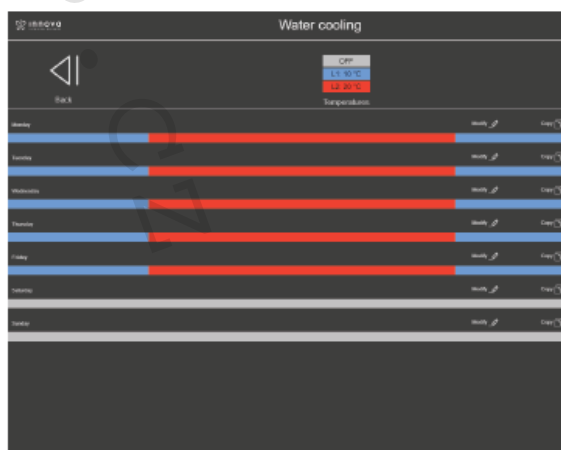 innova
Water cooling
OFF
L1 10 °C
L2 20 °C
Back
Temperatures
Monday Modify Copy
Tuesday Modify Copy
Wednesday Modify Copy
Thursday Modify Copy
Friday Modify Copy
Saturday Modify Copy
Sunday Modify Copy
CZ